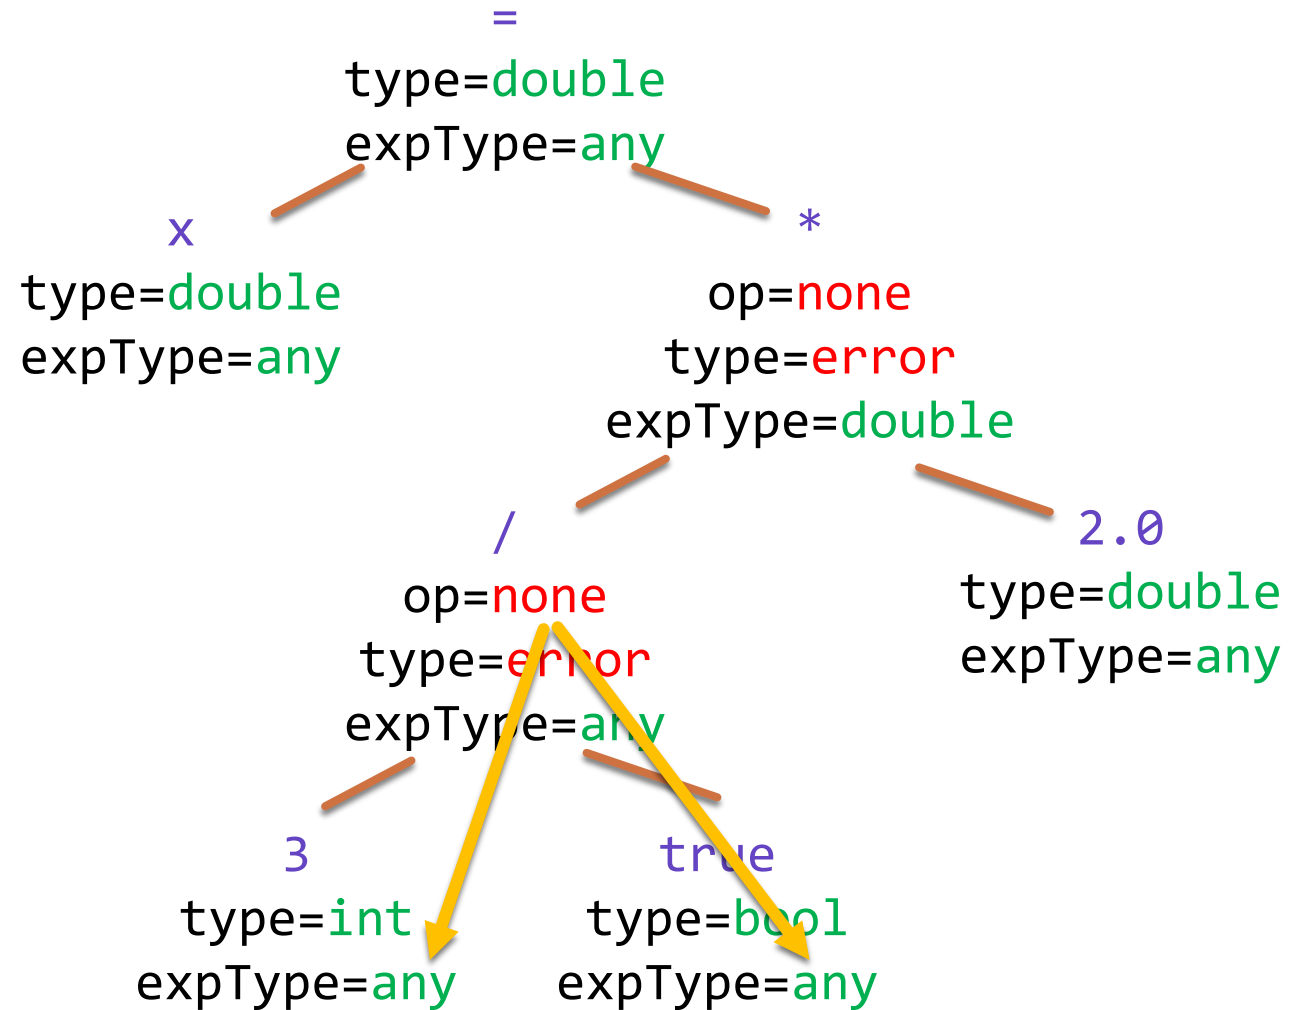 =
type=double
expType=any
x
type=double
expType=any
*
op=none
type=error
expType=double
/
op=none
type=error
expType=any
2.0
type=double
expType=any
3
type=int
expType=any
true
type=bool
expType=any